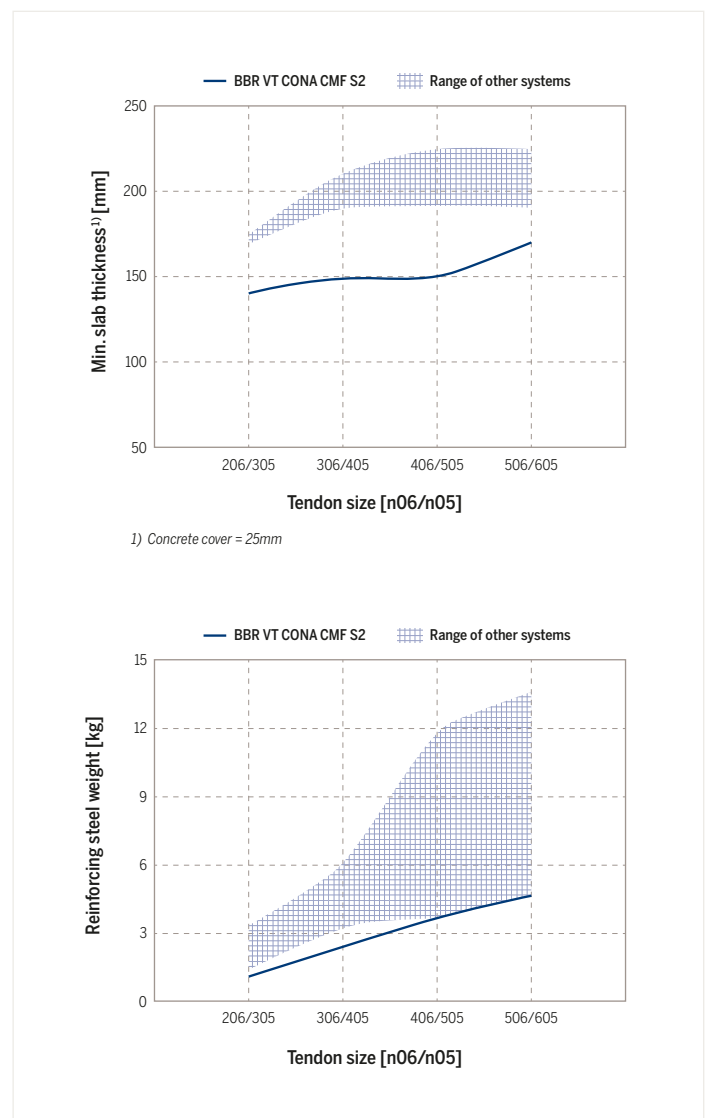 BBR VT CONA CMF S2 Range of other systems
250
200
150
100
50
Min. slab thickness1) [mm]
206/305 306/405 406/505 506/605
Tendon size [n06/n05]
1) Concrete cover = 25mm
BBR VT CONA CMF S2 Range of other systems
15
12
9
6
3
0
Reinforcing steel weight [kg]
206/305 306/405 406/505 506/605
Tendon size [n06/n05]